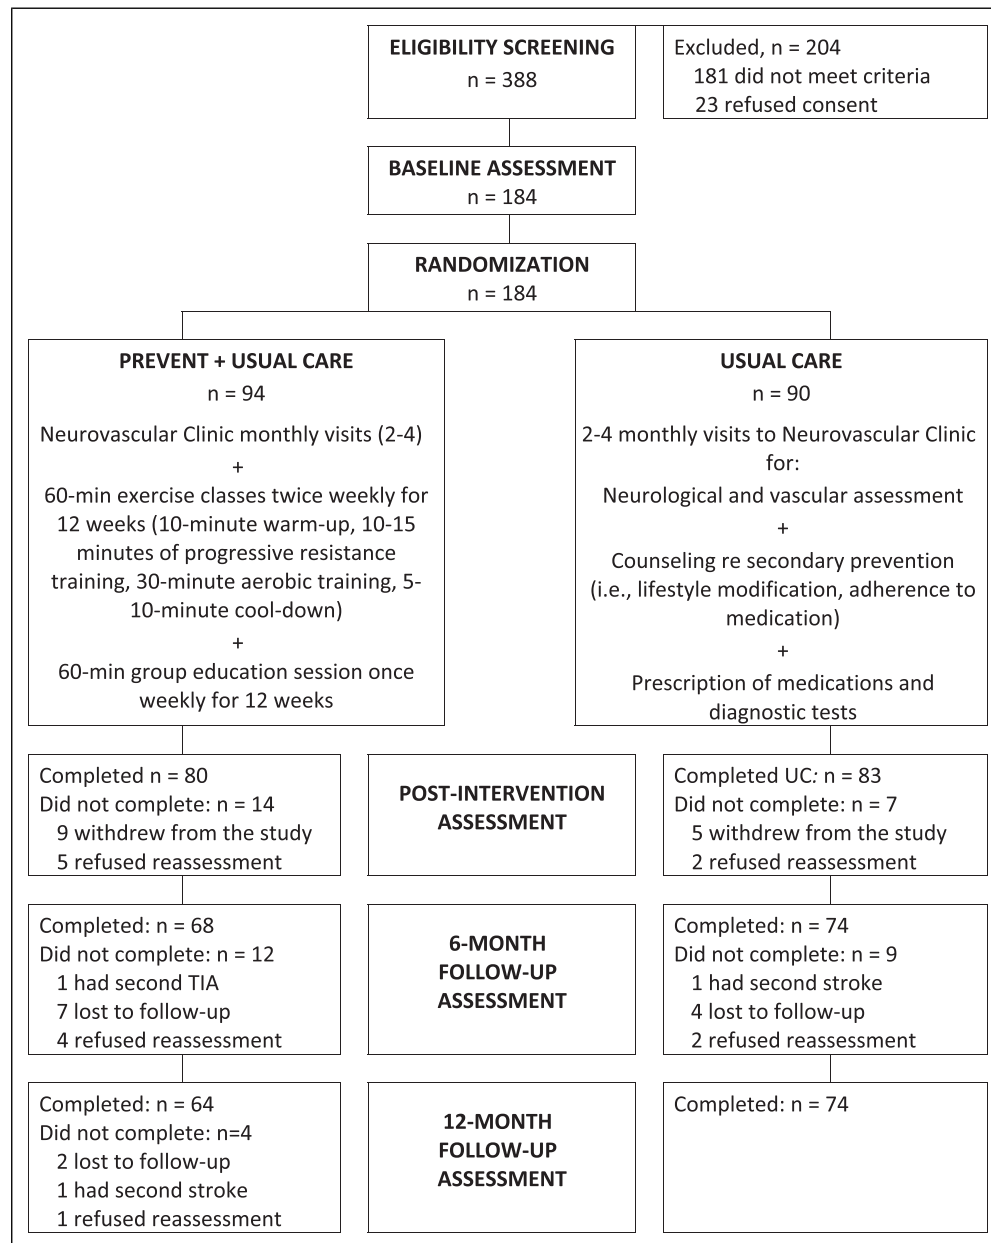 ELIGIBILITY SCREENING
n = 388
Excluded, n = 204
181 did not meet criteria
23 refused consent
BASELINE ASSESSMENT
n = 184
RANDOMIZATION
n = 184
PREVENT + USUAL CARE
n = 94
Neurovascular Clinic monthly visits (2-4)
+
60-min exercise classes twice weekly for
12 weeks (10-minute warm-up, 10-15
minutes of progressive resistance
training, 30-minute aerobic training, 5-
10-minute cool-down)
+
60-min group education session once
weekly for 12 weeks
USUAL CARE
n = 90
2-4 monthly visits to Neurovascular Clinic
for:
Neurological and vascular assessment
+
Counseling re secondary prevention
(i.e., lifestyle modification, adherence to
medication)
+
Prescription of medications and
diagnostic tests
Completed n = 80
Did not complete: n = 14
9 withdrew from the study
5 refused reassessment
POST-INTERVENTION
ASSESSMENT
Completed UC: n = 83
Did not complete: n = 7
5 withdrew from the study
2 refused reassessment
Completed: n = 68
Did not complete: n = 12
1 had second TIA
7 lost to follow-up
4 refused reassessment
6-MONTH
FOLLOW-UP
ASSESSMENT
Completed: n = 74
Did not complete: n = 9
1 had second stroke
4 lost to follow-up
2 refused reassessment
Completed: n = 64
Did not complete: n=4
2 lost to follow-up
1 had second stroke
1 refused reassessment
12-MONTH
FOLLOW-UP
ASSESSMENT
Completed: n = 74